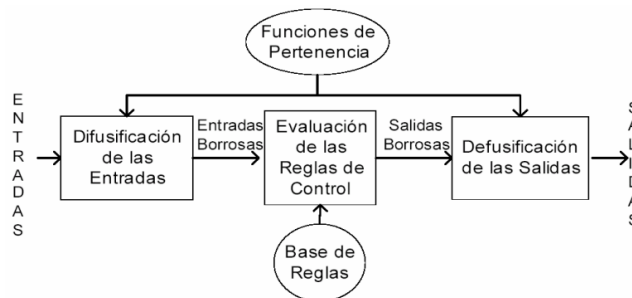 Funciones de
Pertenencia
ENTRADAS
Difusificación
de las
Entradas
Entradas
Borrosas
Evaluación
de las
Reglas de
Control
Salidas
Borrosas
Defusificación
de las Salidas
SALIDAS
Base de
Reglas